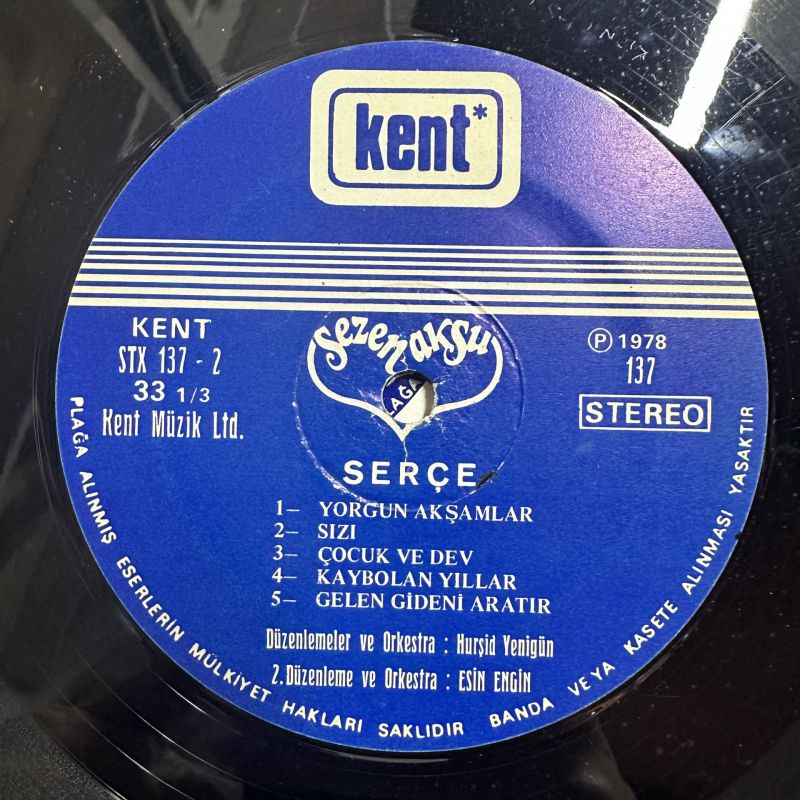 kent*
KENT
STX 137 - 2
33 1/3
Kent Müzik Ltd.
sezen aksu
℗ 1978
137
STEREO
LAĞA
SERÇE
1— YORGUN AKŞAMLAR
2— SIZI
3— ÇOCUK VE DEV
4— KAYBOLAN YILLAR
5— GELEN GİDENİ ARATIR
Düzenlemeler ve Orkestra : Hurşid Yenigün
2.Düzenleme ve Orkestra : ESİN ENGİN
PLAĞA ALINMIŞ ESERLERİN MÜLKİYET HAKLARI SAKLIDIR BANDA VEYA KASETE ALINMASI YASAKTIR